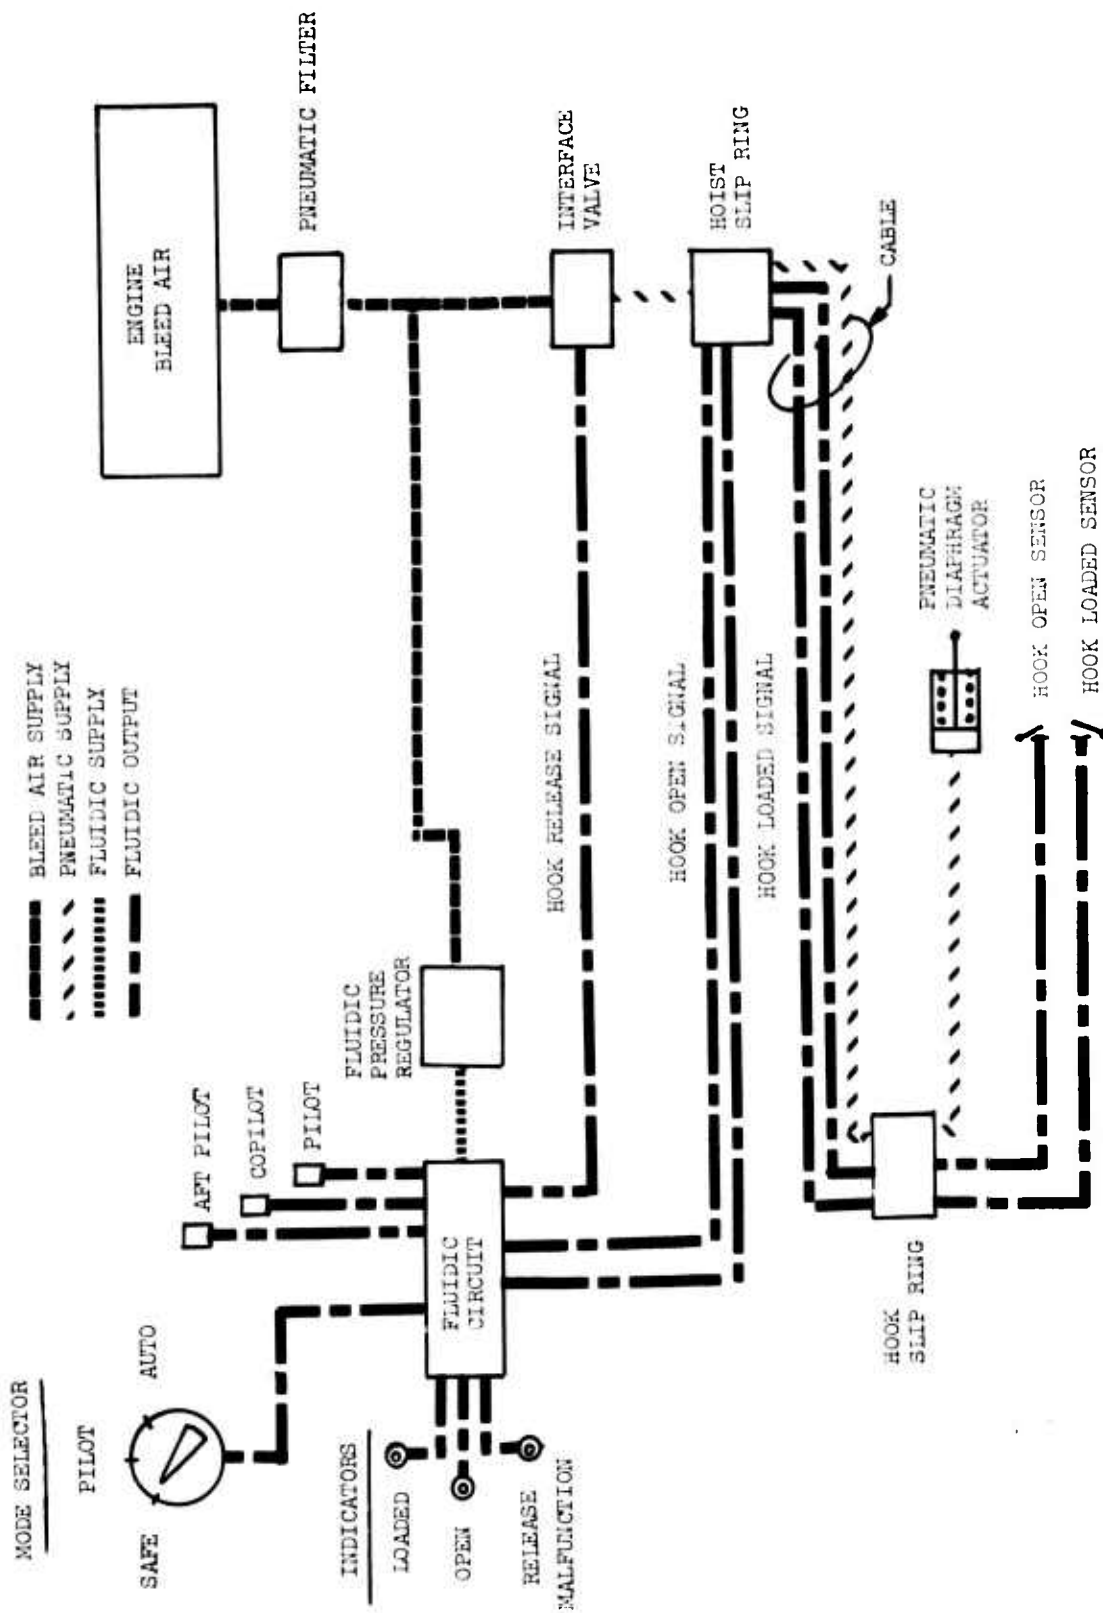 MODE SELECTOR
PILOT
SAFE
AUTO
INDICATORS
LOADED
OPEN
RELEASE
MALFUNCTION
AFT PILOT
COPILOT
PILOT
FLUIDIC
CIRCUIT
FLUIDIC
PRESSURE
REGULATOR
BLEED AIR SUPPLY
PNEUMATIC SUPPLY
FLUIDIC SUPPLY
FLUIDIC OUTPUT
ENGINE
BLEED AIR
PNEUMATIC FILTER
INTERFACE
VALVE
HOIST
SLIP RING
CABLE
HOOK RELEASE SIGNAL
HOOK OPEN SIGNAL
HOOK LOADED SIGNAL
HOOK
SLIP RING
PNEUMATIC
DIAPHRAGM
ACTUATOR
HOOK OPEN SENSOR
HOOK LOADED SENSOR